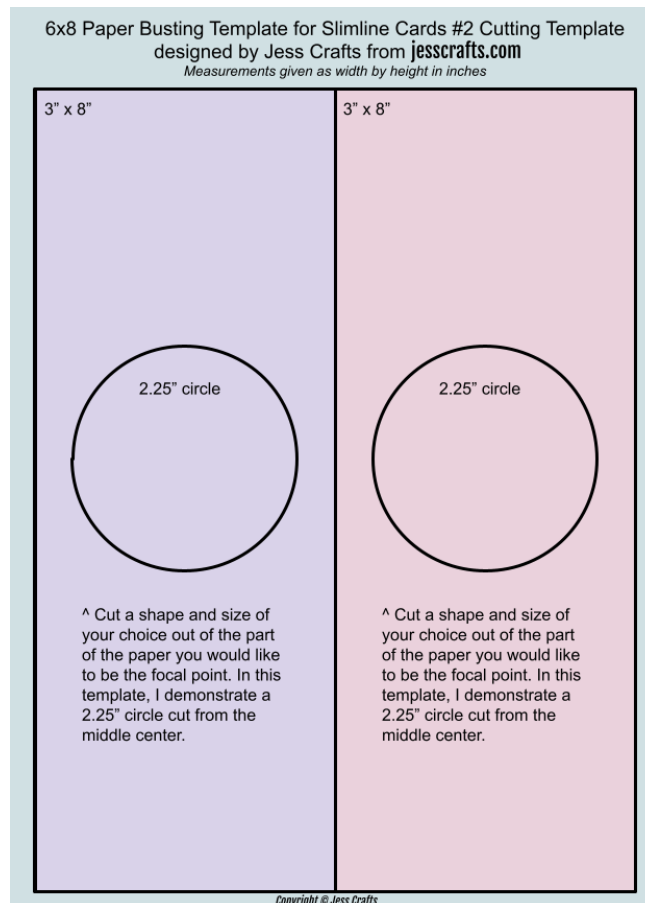 6x8 Paper Busting Template for Slimline Cards #2 Cutting Template
designed by Jess Crafts from jesscrafts.com
Measurements given as width by height in inches
3” x 8”
3” x 8”
2.25” circle
2.25” circle
^ Cut a shape and size of
your choice out of the part
of the paper you would like
to be the focal point. In this
template, I demonstrate a
2.25” circle cut from the
middle center.
^ Cut a shape and size of
your choice out of the part
of the paper you would like
to be the focal point. In this
template, I demonstrate a
2.25” circle cut from the
middle center.
Copyright © Jess Crafts